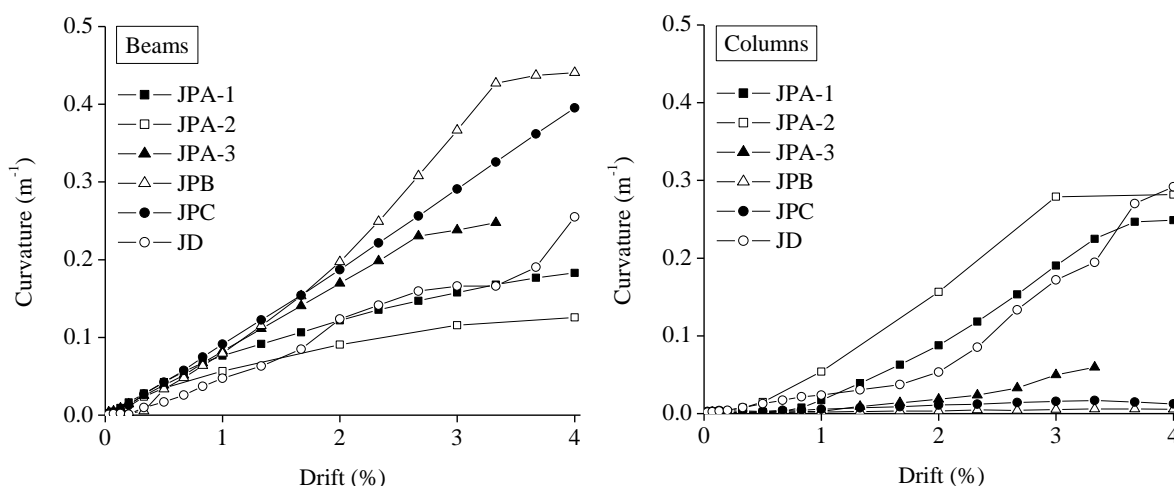 Beams
JPA-1
JPA-2
JPA-3
JPB
JPC
JD
0.5
0.4
0.3
0.2
0.1
0.0
0 1 2 3 4
Curvature (m⁻¹)
Drift (%)
Columns
JPA-1
JPA-2
JPA-3
JPB
JPC
JD
0.5
0.4
0.3
0.2
0.1
0.0
0 1 2 3 4
Curvature (m⁻¹)
Drift (%)